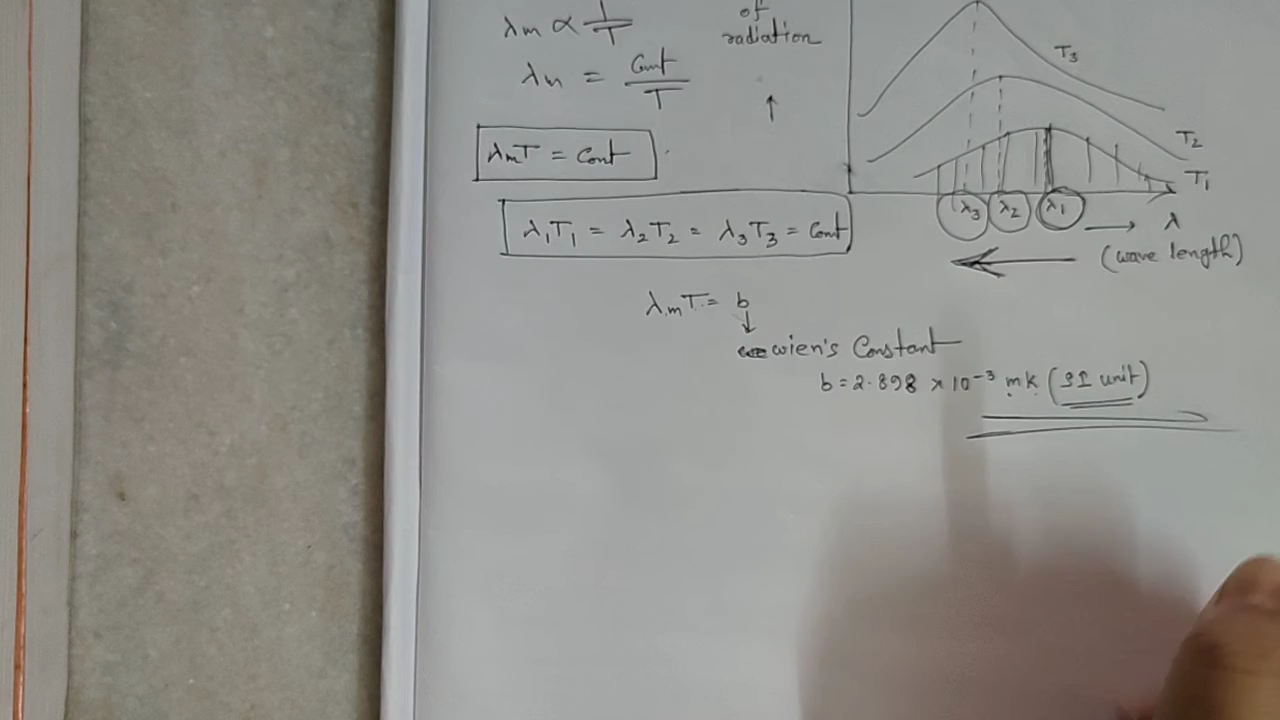 λm ∝ 1/T
of
radiation
λm = Cont/T
λmT = Cont
λ1T1 = λ2T2 = λ3T3 = Cont
T3
T2
T1
λ3 λ2 λ1
λ
(wave length)
λmT = b
wien's Constant
b = 2.898 × 10⁻³ mk (SI unit)